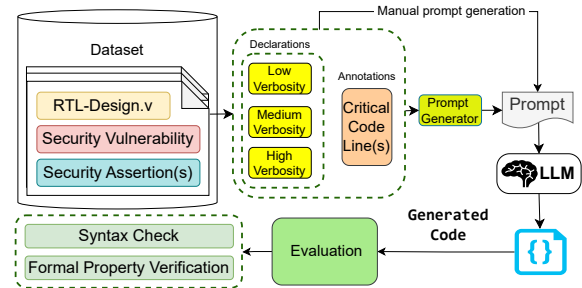 Manual prompt generation
Dataset
RTL-Design.v
Security Vulnerability
Security Assertion(s)
Declarations
Low
Verbosity
Medium
Verbosity
High
Verbosity
Annotations
Critical
Code
Line(s)
Prompt
Generator
Prompt
LLM
Generated
Code
{}
Evaluation
Syntax Check
Formal Property Verification